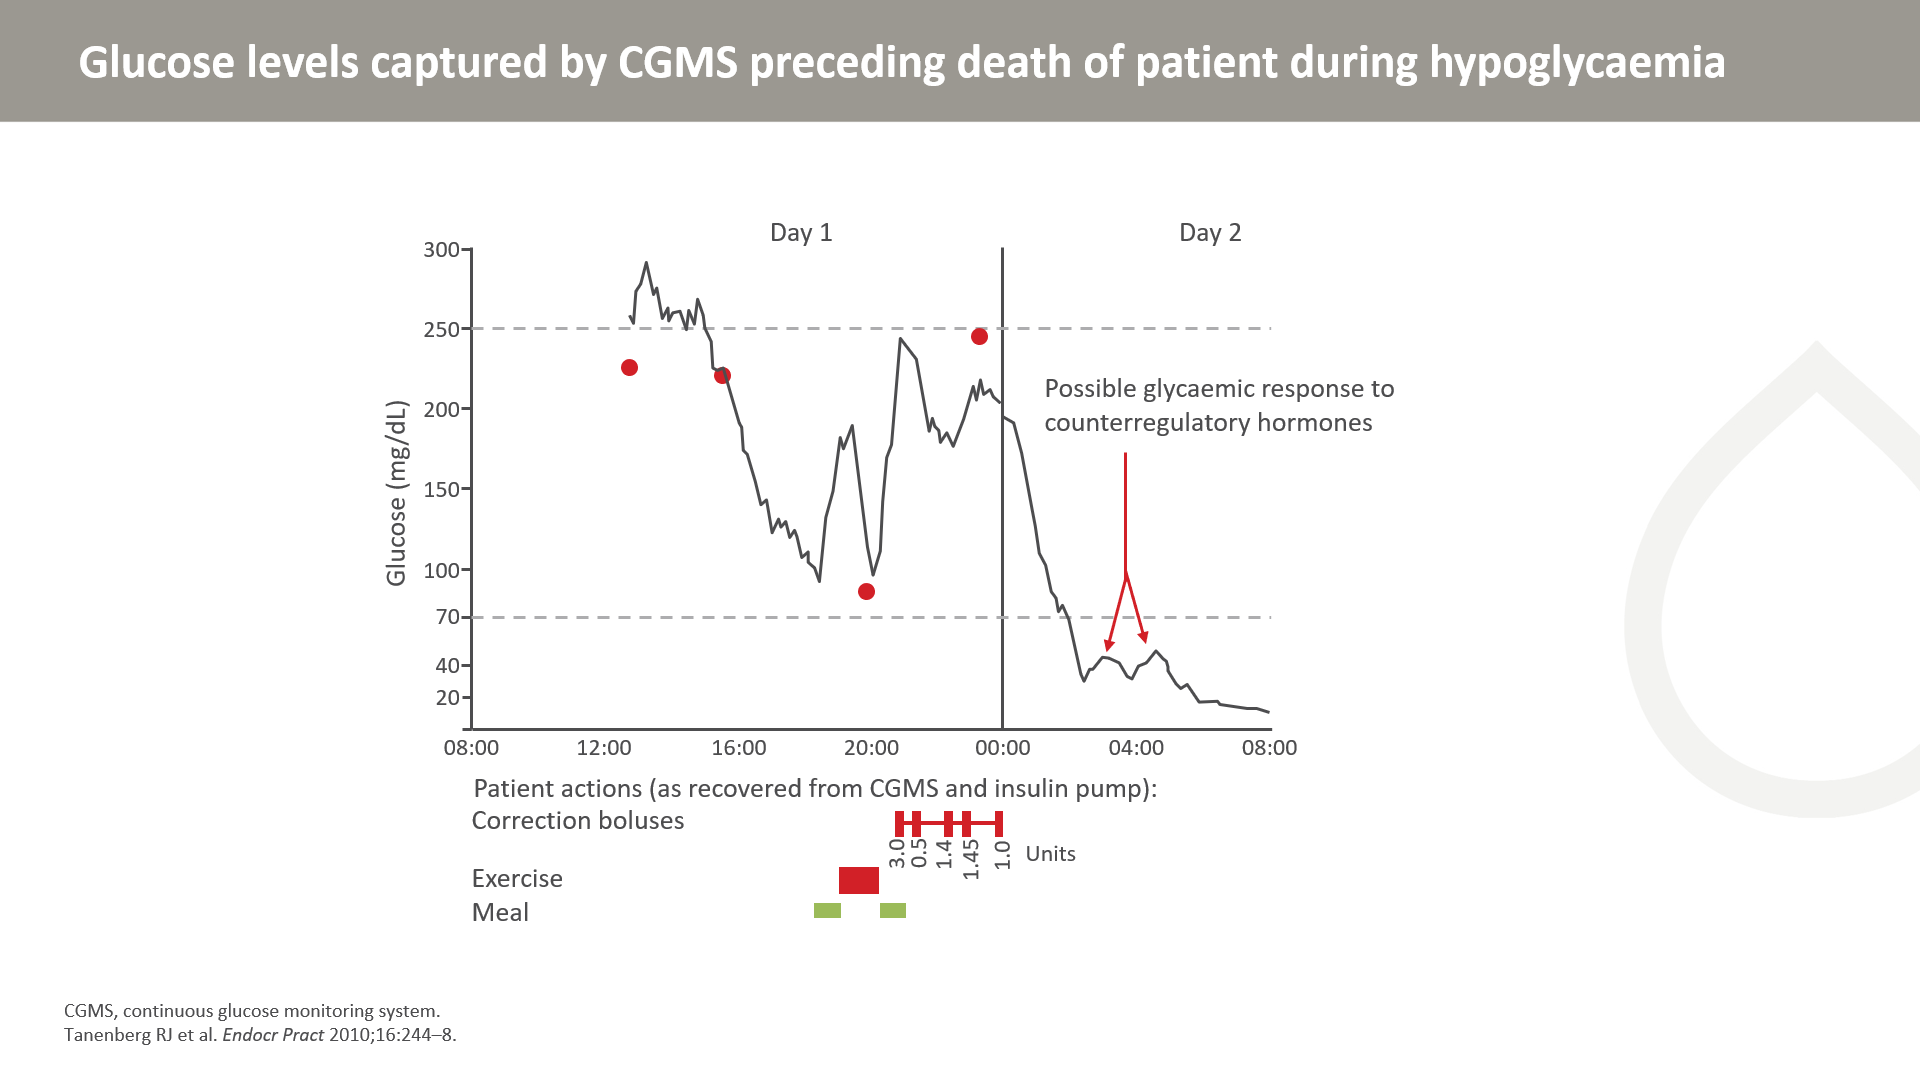 Glucose levels captured by CGMS preceding death of patient during hypoglycaemia
Day 1
Day 2
Glucose (mg/dL)
300
250
200
150
100
70
40
20
Possible glycaemic response to
counterregulatory hormones
08:00 12:00 16:00 20:00 00:00 04:00 08:00
Patient actions (as recovered from CGMS and insulin pump):
Correction boluses
3.0 0.5 1.4 1.45 1.0 Units
Exercise
Meal
CGMS, continuous glucose monitoring system.
Tanenberg RJ et al. Endocr Pract 2010;16:244–8.